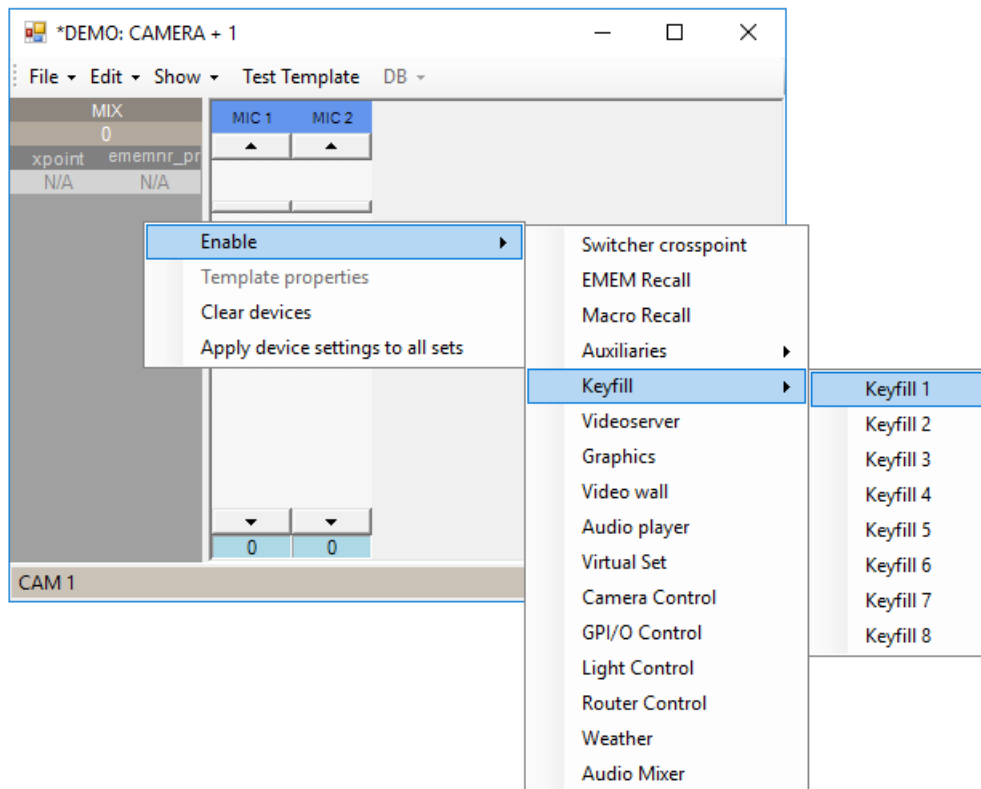 *DEMO: CAMERA + 1
File Edit Show Test Template DB
MIX
0
xpoint ememnr_pr
N/A N/A
MIC 1 MIC 2
0 0
CAM 1
Enable
Template properties
Clear devices
Apply device settings to all sets
Switcher crosspoint
EMEM Recall
Macro Recall
Auxiliaries
Keyfill
Videoserver
Graphics
Video wall
Audio player
Virtual Set
Camera Control
GPI/O Control
Light Control
Router Control
Weather
Audio Mixer
Keyfill 1
Keyfill 2
Keyfill 3
Keyfill 4
Keyfill 5
Keyfill 6
Keyfill 7
Keyfill 8